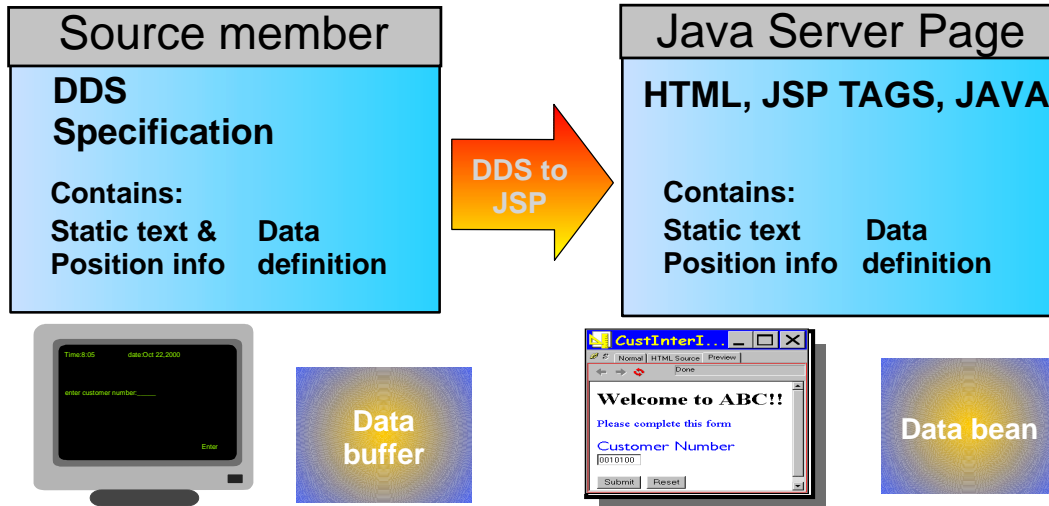 Source member
DDS
Specification
Contains:
Static text & Data
Position info definition
DDS to
JSP
Java Server Page
HTML, JSP TAGS, JAVA
Contains:
Static text Data
Position info definition
Time:8:05 date:Oct 22,2000
enter customer number:_____
Enter
Data
buffer
CustInterI...
Normal HTML Source Preview
Done
Welcome to ABC!!
Please complete this form
Customer Number
0010100
Submit Reset
Data bean